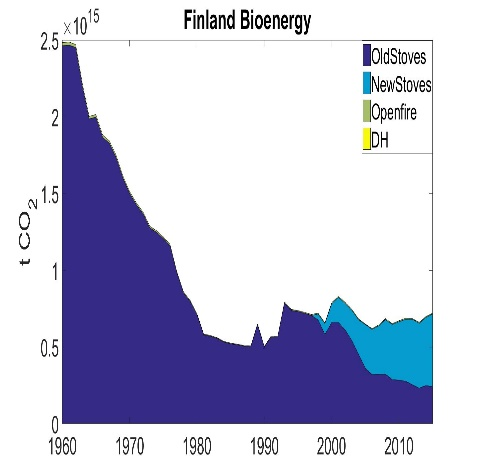 Finland Bioenergy
×10^15
2.5
2
1.5
1
0.5
0
t CO2
1960
1970
1980
1990
2000
2010
OldStoves
NewStoves
Openfire
DH